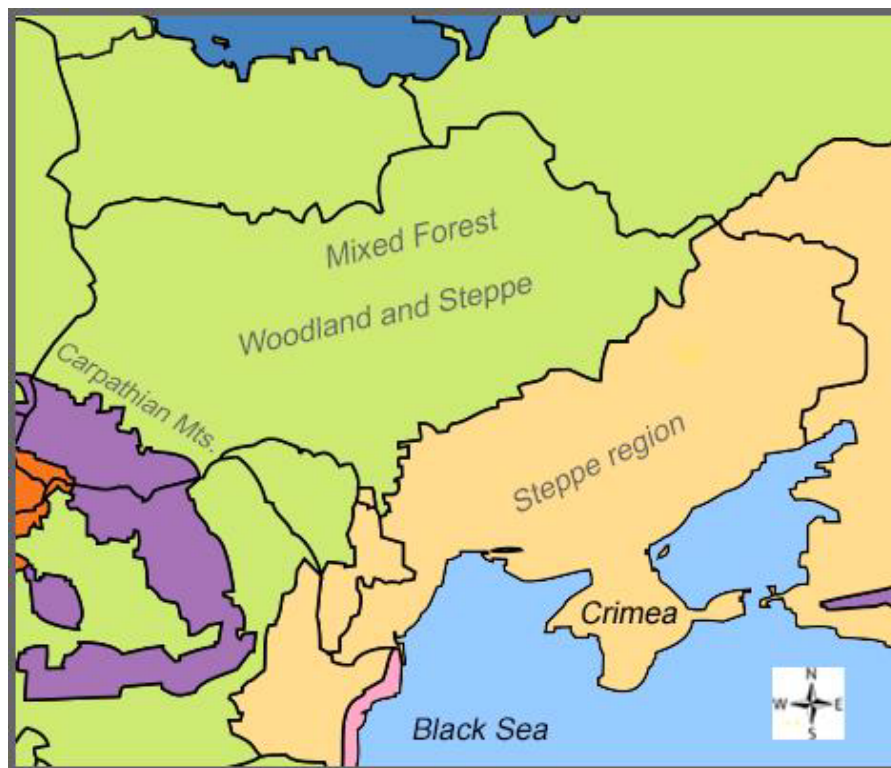 Mixed Forest
Woodland and Steppe
Carpathian Mts.
Steppe region
Crimea
Black Sea
N
W E
S